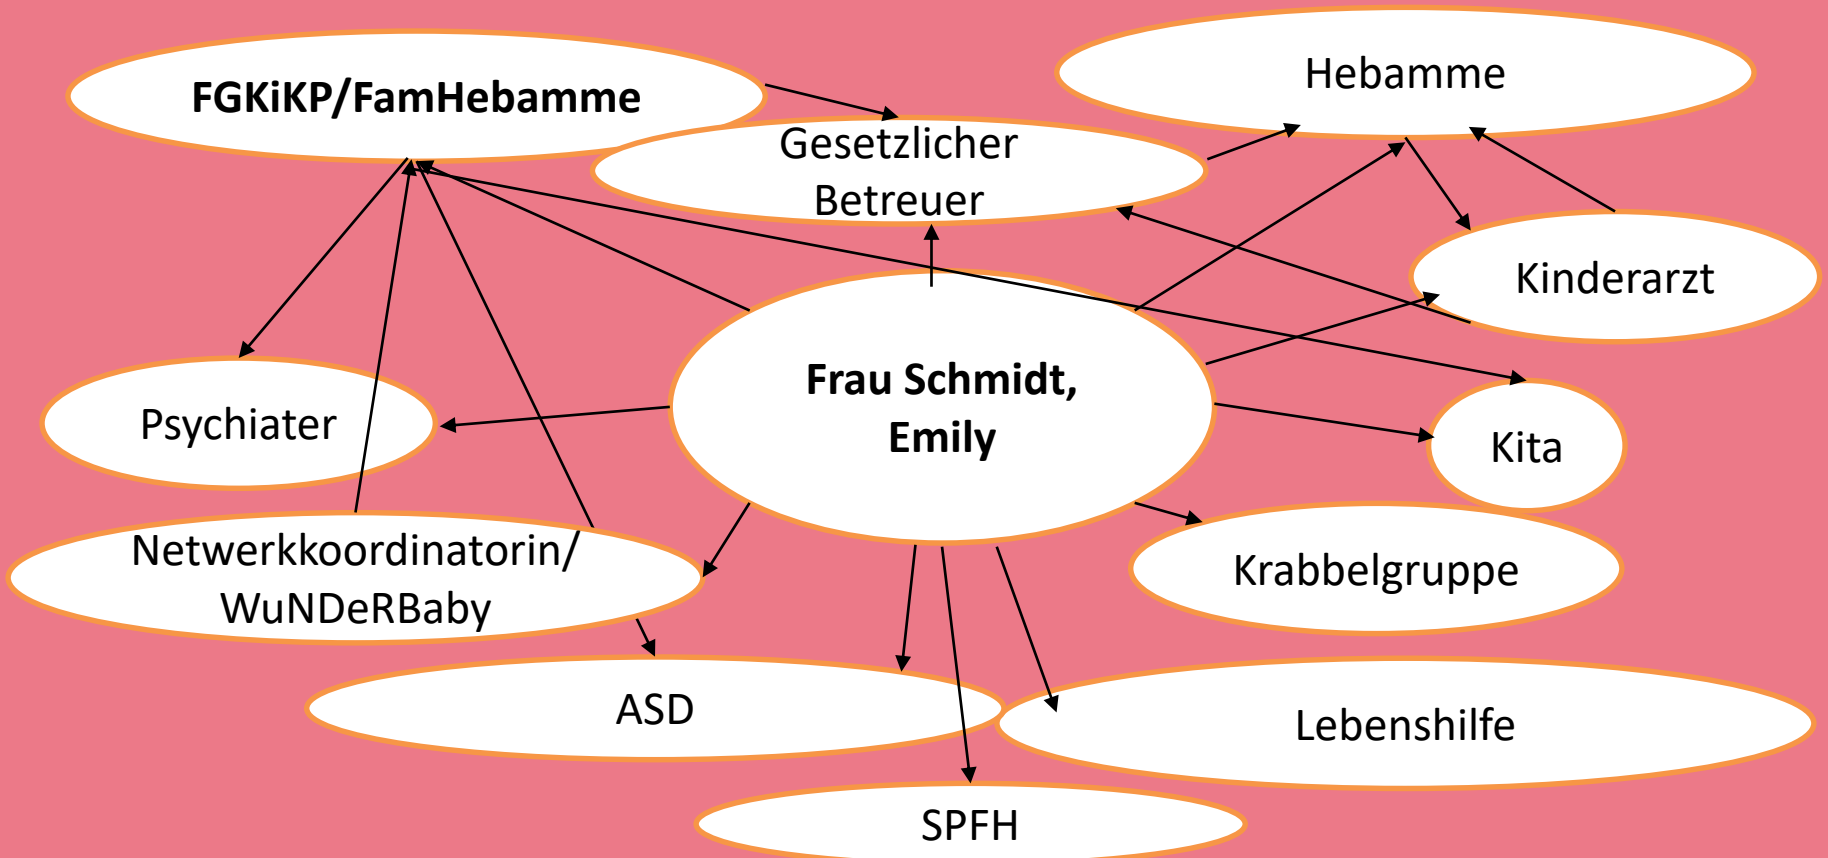 FGKiKP/FamHebamme
Hebamme
Gesetzlicher
Betreuer
Kinderarzt
Frau Schmidt,
Emily
Psychiater
Kita
Netwerkkoordinatorin/
WuNDeRBaby
Krabbelgruppe
ASD
Lebenshilfe
SPFH